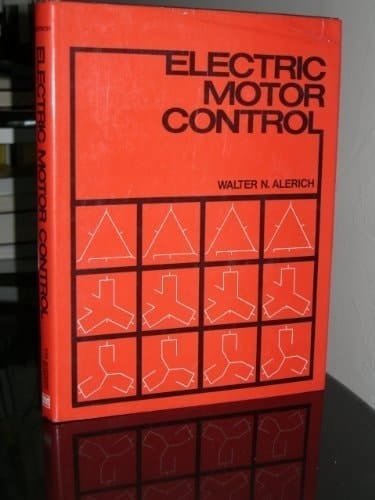 ELECTRIC
MOTOR
CONTROL
WALTER N. ALERICH
ELECTRIC MOTOR CONTROL